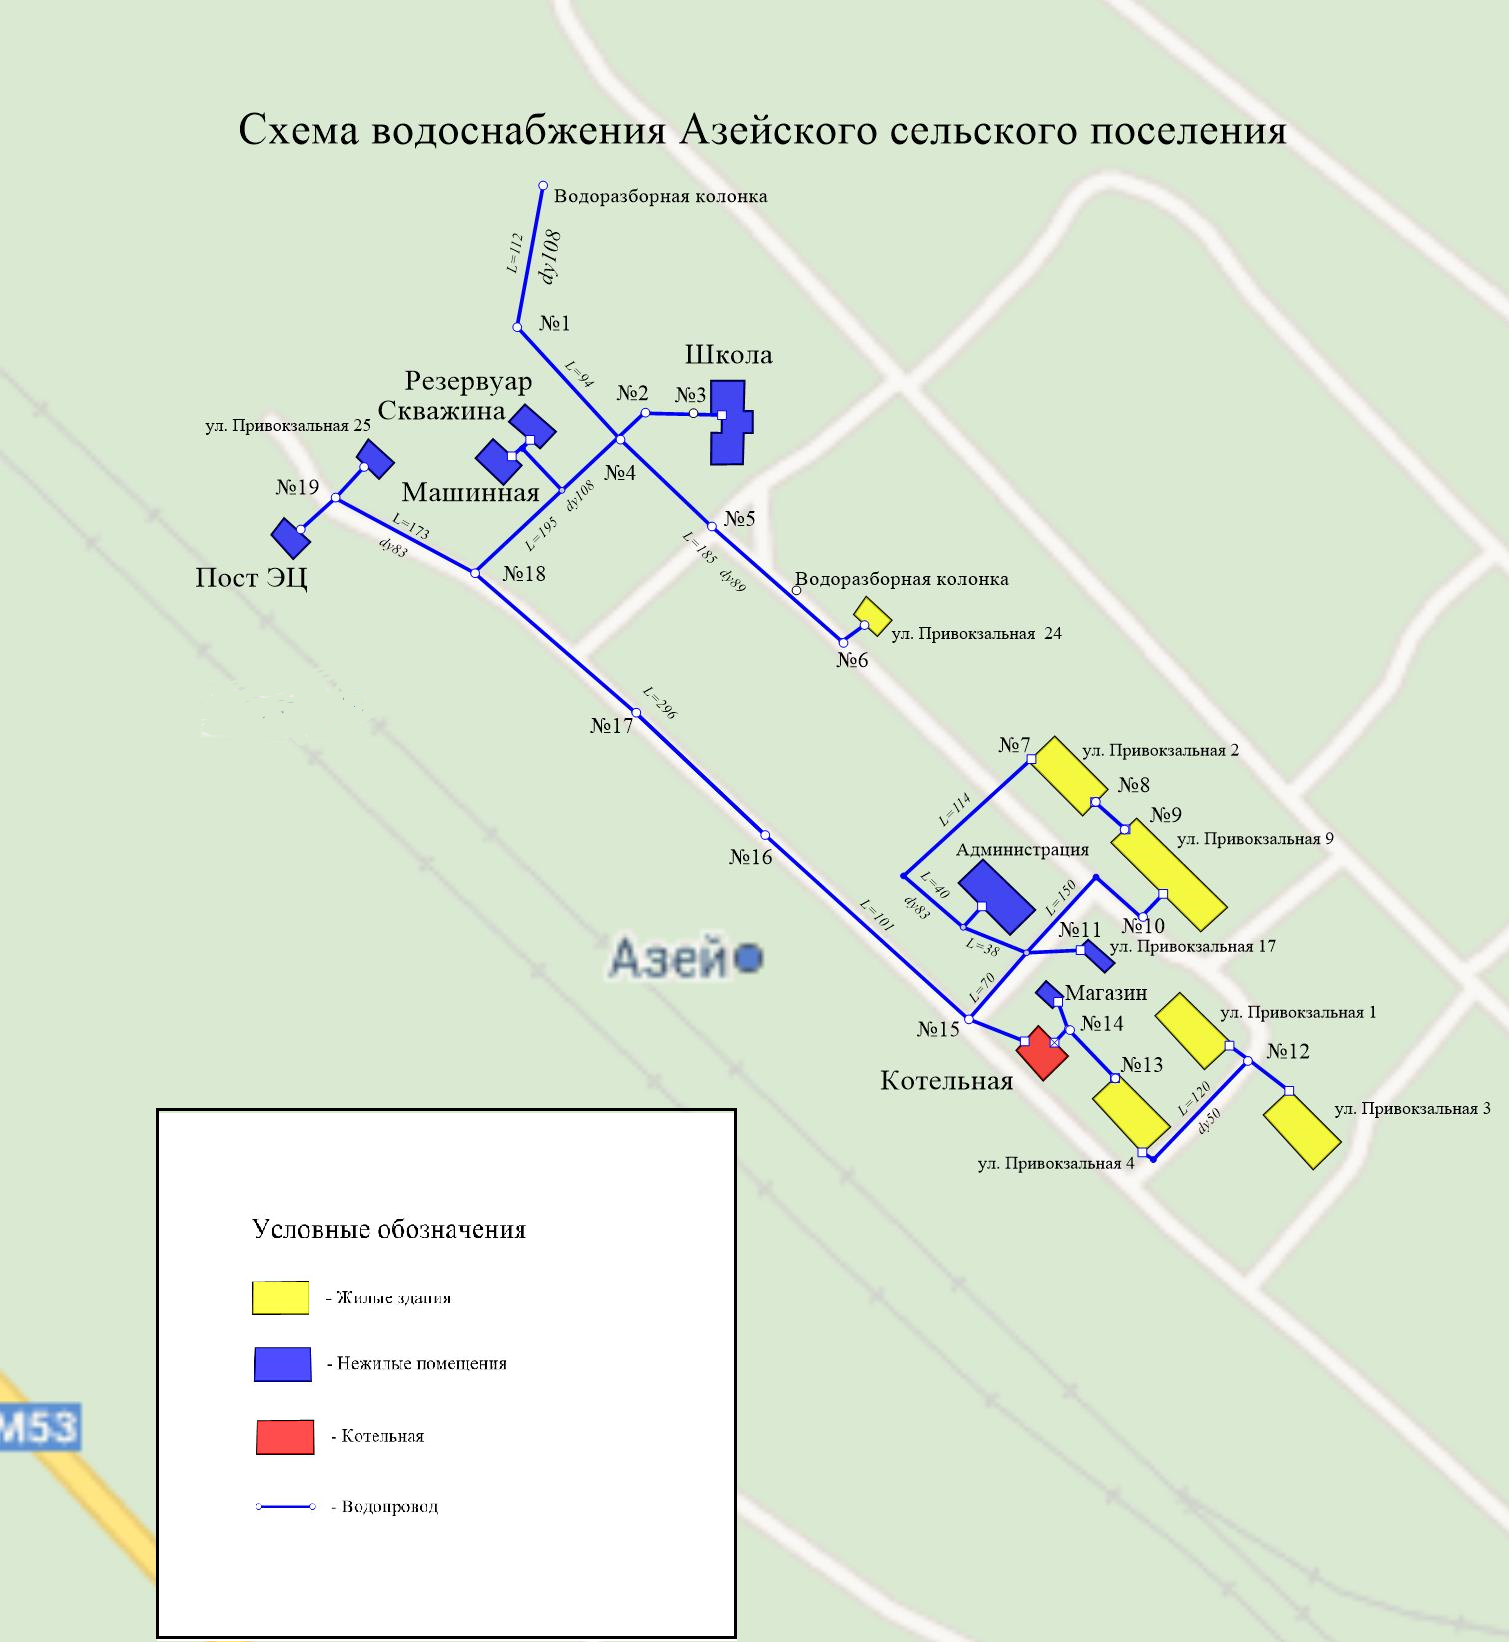 Схема водоснабжения Азейского сельского поселения
Водоразборная колонка
L=112
dy108
№1
L=94
Школа
№2
№3
Резервуар
Скважина
ул. Привокзальная 25
№4
№19
Машинная
dy108
L=195
L=173
dy83
№5
L=185
dy89
Пост ЭЦ
№18
Водоразборная колонка
ул. Привокзальная 24
№6
L=296
№17
№7
ул. Привокзальная 2
№8
L=114
№9
ул. Привокзальная 9
Администрация
№16
L=40
dy83
L=150
L=101
№10
№11
L=38
ул. Привокзальная 17
Азей
L=70
Магазин
№15
№14
ул. Привокзальная 1
№12
№13
Котельная
L=120
dy50
ул. Привокзальная 3
ул. Привокзальная 4
Условные обозначения
- Жилые здания
- Нежилые помещения
- Котельная
- Водопровод
М53